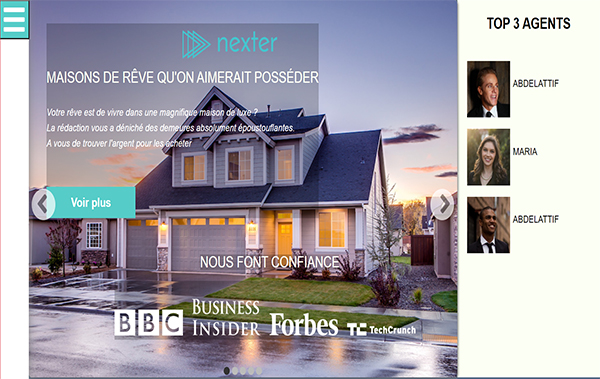 nexter
MAISONS DE RÊVE QU'ON AIMERAIT POSSÉDER
Votre rêve est de vivre dans une magnifique maison de luxe ?
La rédaction vous a déniché des demeures absolument époustouflantes.
A vous de trouver l'argent pour les acheter
Voir plus
NOUS FONT CONFIANCE
BBC
BUSINESS
INSIDER
Forbes
TC TechCrunch
TOP 3 AGENTS
ABDELATTIF
MARIA
ABDELATTIF